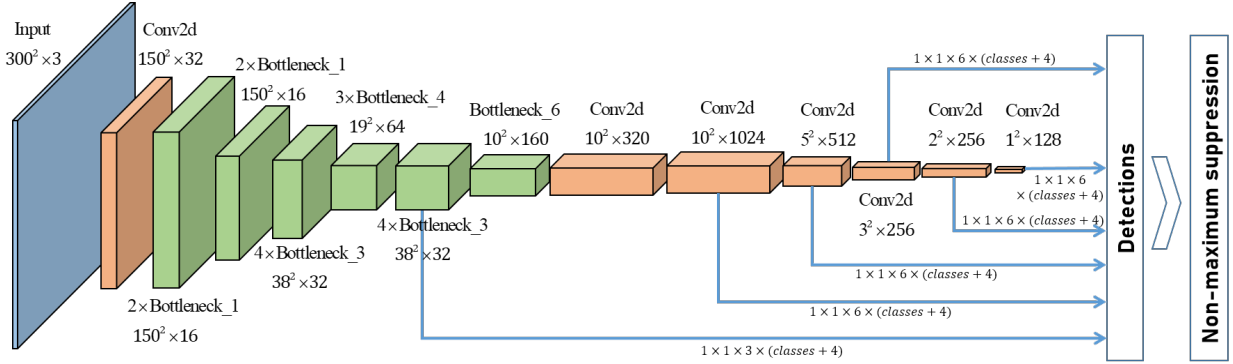 Input
300² ×3
Conv2d
150² ×32
2×Bottleneck_1
150² ×16
2×Bottleneck_1
150² ×16
4×Bottleneck_3
38² ×32
3×Bottleneck_4
19² ×64
4×Bottleneck_3
38² ×32
Bottleneck_6
10² ×160
Conv2d
10² ×320
Conv2d
10² ×1024
Conv2d
5² ×512
Conv2d
3² ×256
Conv2d
2² ×256
Conv2d
1² ×128
1 × 1 × 6 × (classes + 4)
1 × 1 × 6
× (classes + 4)
1 × 1 × 6 × (classes + 4)
1 × 1 × 6 × (classes + 4)
1 × 1 × 6 × (classes + 4)
1 × 1 × 3 × (classes + 4)
Detections
Non-maximum suppression